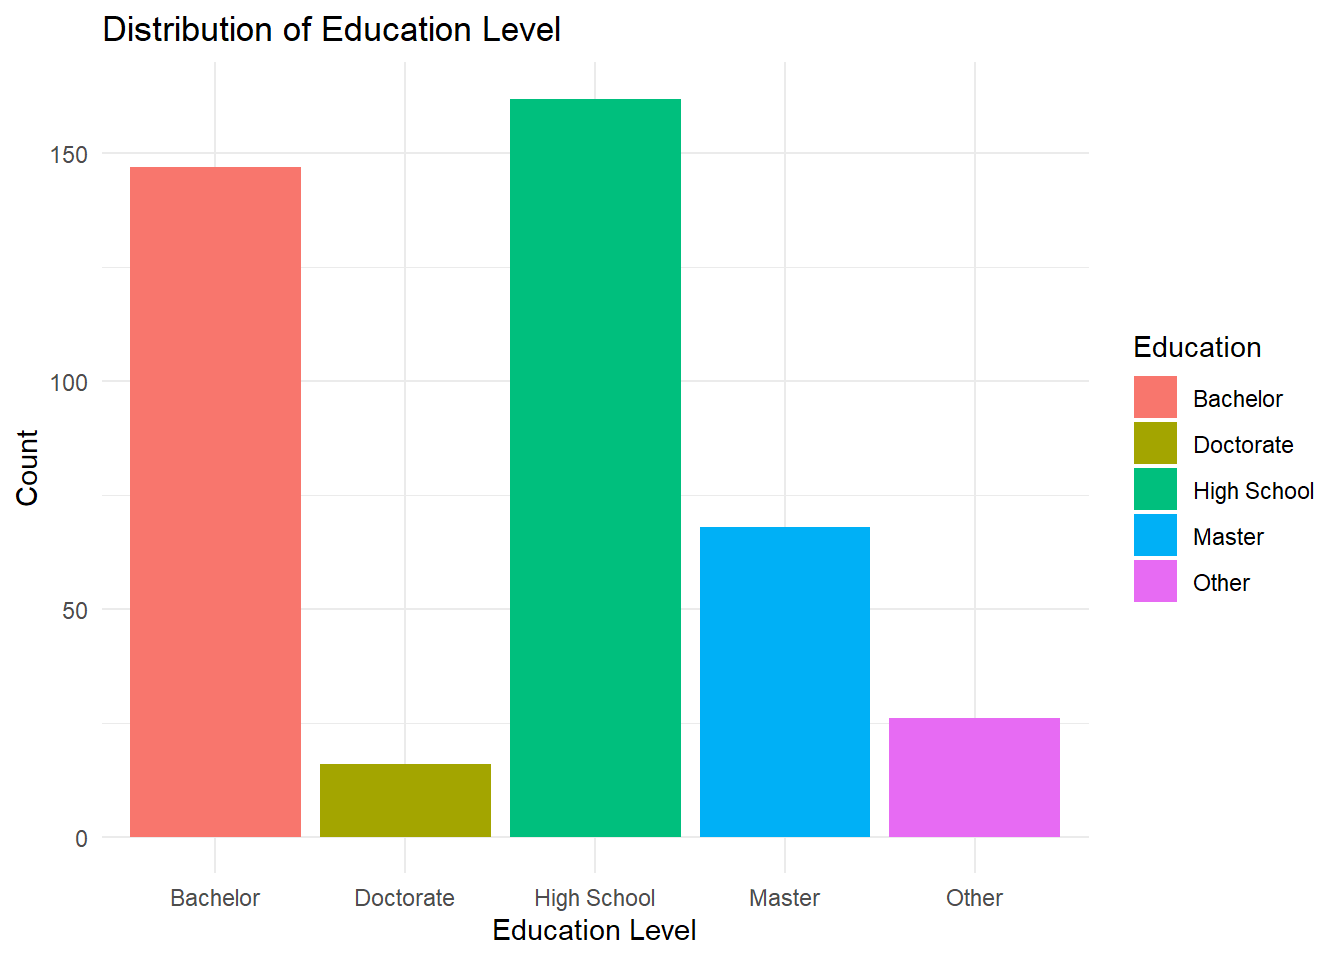 Distribution of Education Level
150
100
50
0
Count
Bachelor
Doctorate
High School
Master
Other
Education Level
Education
Bachelor
Doctorate
High School
Master
Other